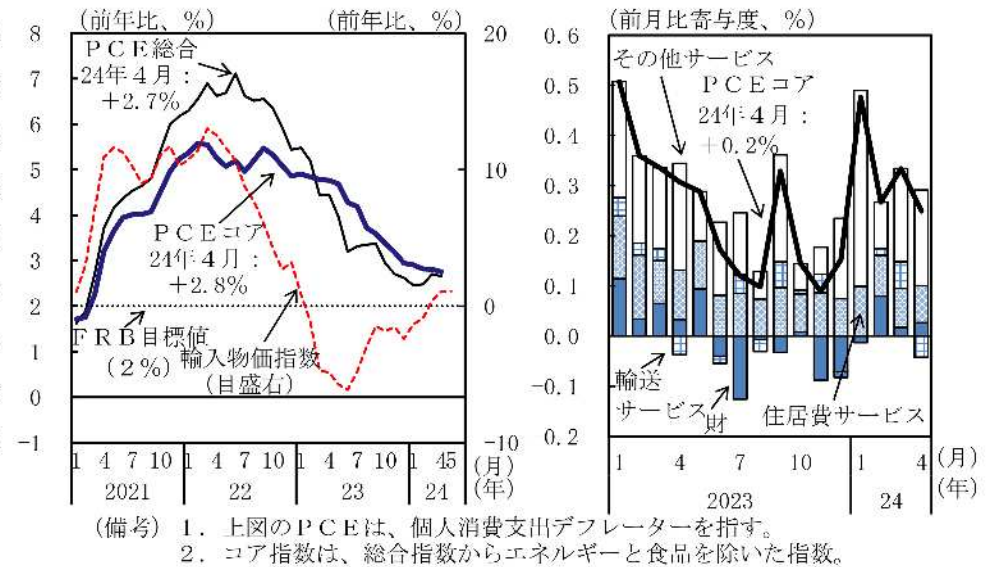 (前年比、%)
(前年比、%)
8
7
6
5
4
3
2
1
0
-1
20
10
0
-10
PCE総合
24年4月:
+2.7%
PCEコア
24年4月:
+2.8%
FRB目標値
(2%)
輸入物価指数
(目盛右)
1 4 7 10 1 4 7 10 1 4 7 10 1 45 (月)
2021 22 23 24 (年)
(前月比寄与度、%)
0.6
0.5
0.4
0.3
0.2
0.1
0.0
-0.1
0.2
その他サービス
PCEコア
24年4月:
+0.2%
輸送
サービス
財
住居費サービス
1 4 7 10 1 4 (月)
2023 24 (年)
(備考) 1. 上図のPCEは、個人消費支出デフレーターを指す。
2. コア指数は、総合指数からエネルギーと食品を除いた指数。